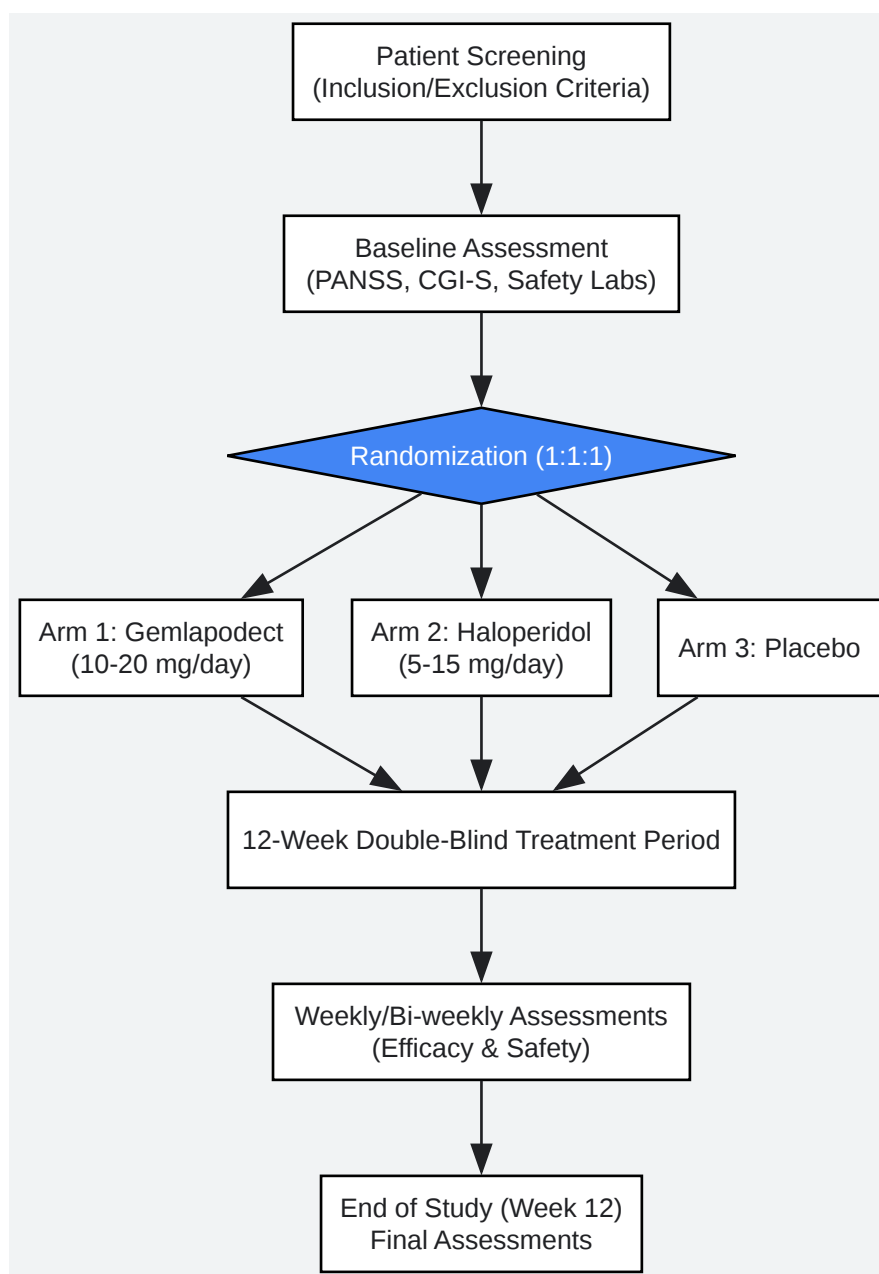 Patient Screening
(Inclusion/Exclusion Criteria)
Baseline Assessment
(PANSS, CGI-S, Safety Labs)
Randomization (1:1:1)
Arm 1: Gemlapodect
(10-20 mg/day)
Arm 2: Haloperidol
(5-15 mg/day)
Arm 3: Placebo
12-Week Double-Blind Treatment Period
Weekly/Bi-weekly Assessments
(Efficacy & Safety)
End of Study (Week 12)
Final Assessments